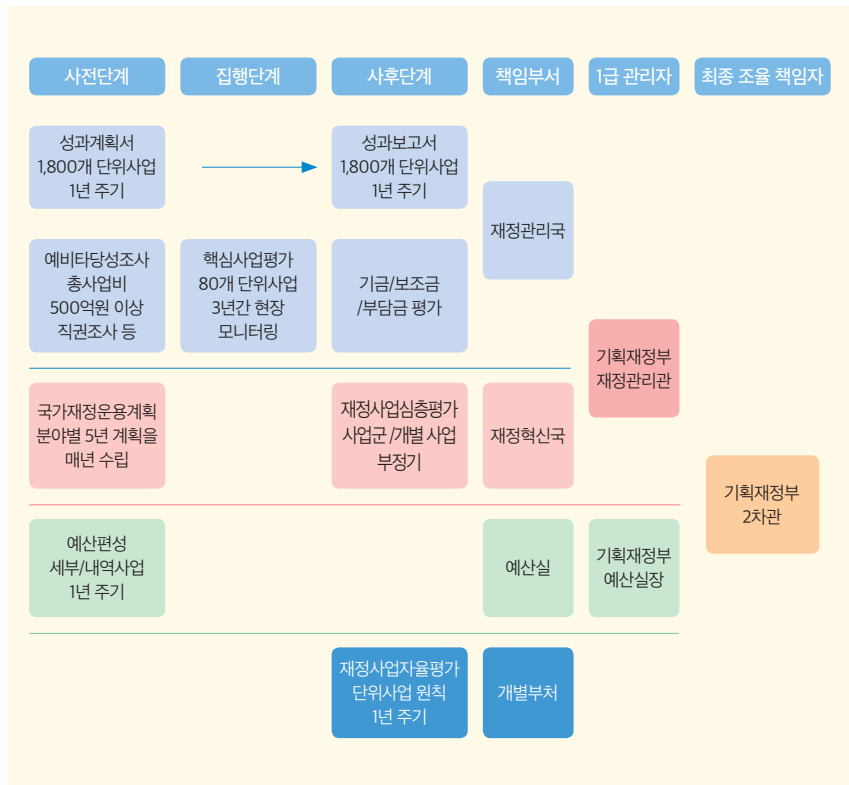 사전단계
집행단계
사후단계
책임부서
1급 관리자
최종 조율 책임자
성과계획서
1,800개 단위사업
1년 주기
성과보고서
1,800개 단위사업
1년 주기
재정관리국
예비타당성조사
총사업비
500억원 이상
직권조사 등
핵심사업평가
80개 단위사업
3년간 현장
모니터링
기금/보조금
/부담금 평가
기획재정부
재정관리관
국가재정운용계획
분야별 5년 계획을
매년 수립
재정사업심층평가
사업군 /개별 사업
부정기
재정혁신국
기획재정부
2차관
예산편성
세부/내역사업
1년 주기
예산실
기획재정부
예산실장
재정사업자율평가
단위사업 원칙
1년 주기
개별부처